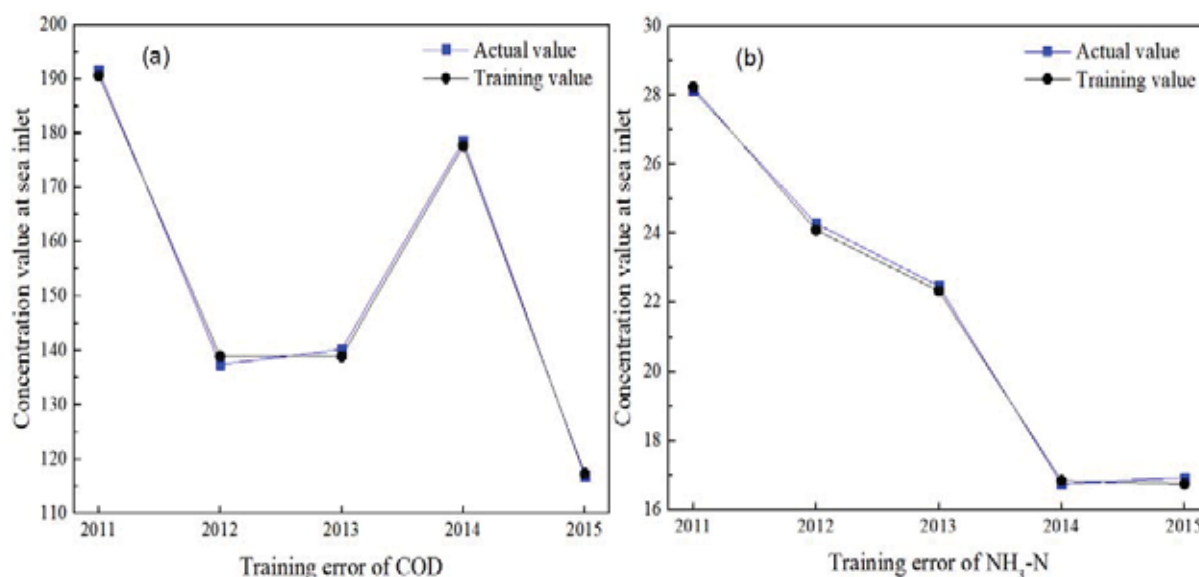 (a)
Actual value
Training value
200
190
180
170
160
150
140
130
120
110
Concentration value at sea inlet
2011 2012 2013 2014 2015
Training error of COD
(b)
Actual value
Training value
30
28
26
24
22
20
18
16
Concentration value at sea inlet
2011 2012 2013 2014 2015
Training error of NH₃-N